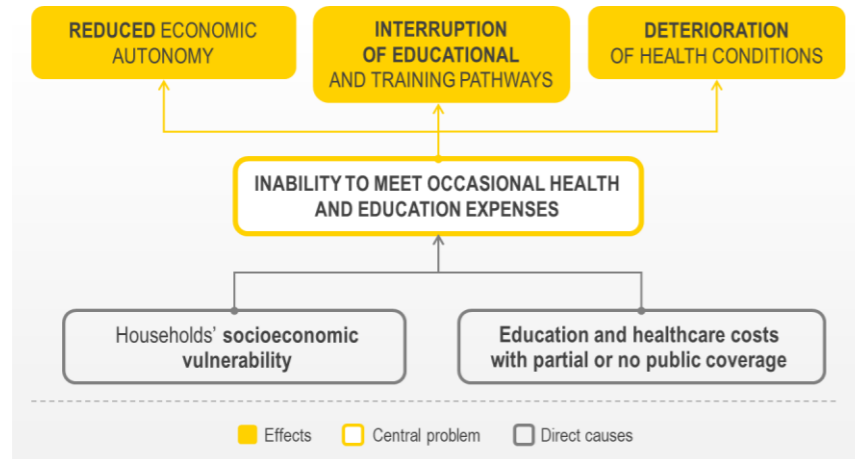 REDUCED ECONOMIC
AUTONOMY
INTERRUPTION
OF EDUCATIONAL
AND TRAINING PATHWAYS
DETERIORATION
OF HEALTH CONDITIONS
INABILITY TO MEET OCCASIONAL HEALTH
AND EDUCATION EXPENSES
Households’ socioeconomic
vulnerability
Education and healthcare costs
with partial or no public coverage
Effects
Central problem
Direct causes